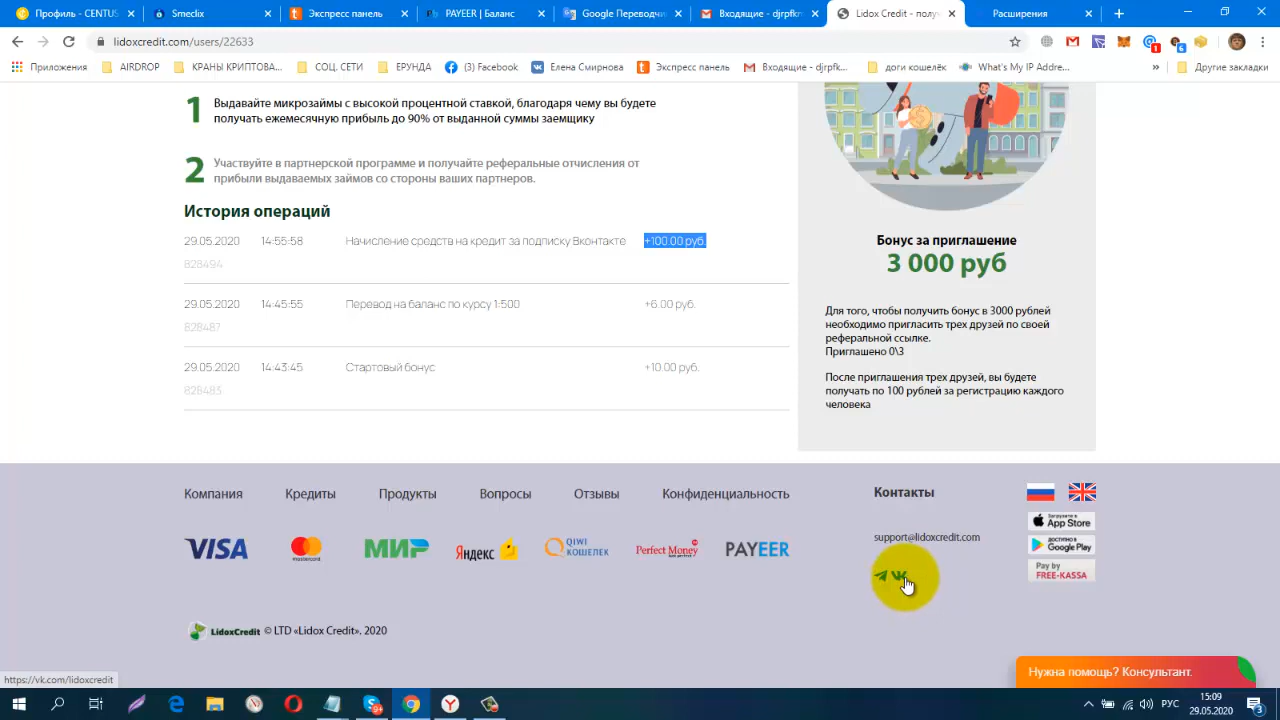 Профиль - CENTUS
Smeclix
Экспресс панель
PAYEER | Баланс
Google Переводчи
Входящие - djrpfkm
Lidox Credit - полу
Расширения
lidoxcredit.com/users/22633
1
6
Приложения
AIRDROP
КРАНЫ КРИПТОВА...
СОЦ. СЕТИ
ЕРУНДА
(3) Facebook
Елена Смирнова
Экспресс панель
Входящие - djrpfk...
доги кошелёк
What's My IP Addre...
»
Другие закладки
1 Выдавайте микрозаймы с высокой процентной ставкой, благодаря чему вы будете
получать ежемесячную прибыль до 90% от выданной суммы заемщику
2 Участвуйте в партнерской программе и получайте реферальные отчисления от
прибыли выдаваемых займов со стороны ваших партнеров.
История операций
29.05.2020 14:55:58 Начисление средств на кредит за подписку Вконтакте +100.00 руб.
828494
29.05.2020 14:45:55 Перевод на баланс по курсу 1:500 +6.00 руб.
828487
29.05.2020 14:43:45 Стартовый бонус +10.00 руб.
828483
Бонус за приглашение
3 000 руб
Для того, чтобы получить бонус в 3000 рублей
необходимо пригласить трех друзей по своей
реферальной ссылке.
Приглашено 0\3
После приглашения трех друзей, вы будете
получать по 100 рублей за регистрацию каждого
человека
Компания
Кредиты
Продукты
Вопросы
Отзывы
Конфиденциальность
Контакты
VISA
mastercard
МИР
Яндекс
QIWI
КОШЕЛЕК
Perfect Money
PAYEER
support@lidoxcredit.com
Загрузите в
App Store
ДОСТУПНО В
Google Play
Pay by
FREE-KASSA
LidoxCredit © LTD «Lidox Credit», 2020
https://vk.com/lidoxcredit
Нужна помощь? Консультант.
РУС
15:09
29.05.2020
3